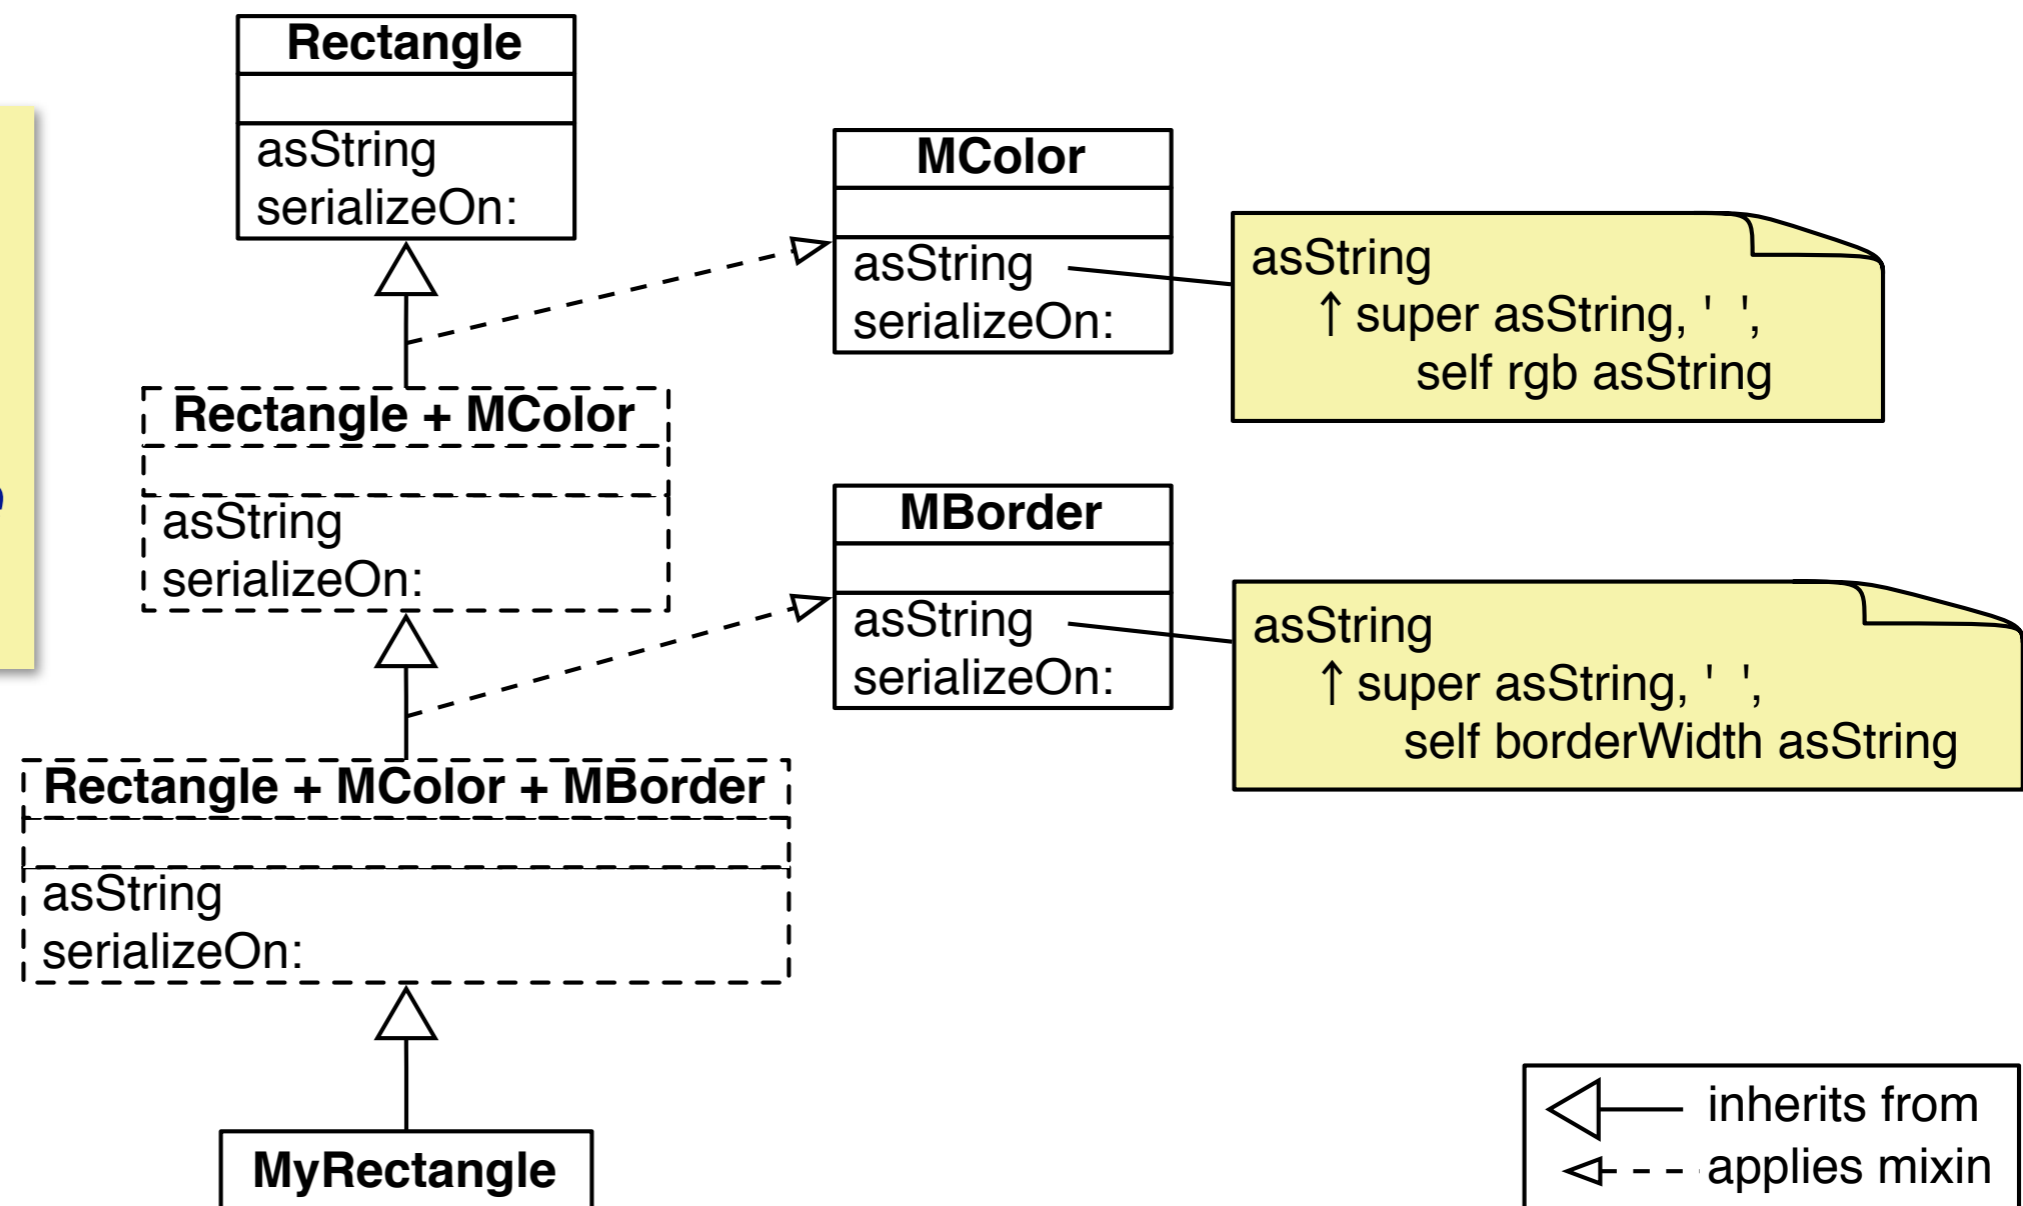 Rectangle
asString
serializeOn:
MColor
asString
serializeOn:
asString
↑ super asString, ' ',
self rgb asString
Rectangle + MColor
asString
serializeOn:
MBorder
asString
serializeOn:
asString
↑ super asString, ' ',
self borderWidth asString
Rectangle + MColor + MBorder
asString
serializeOn:
MyRectangle
inherits from
applies mixin